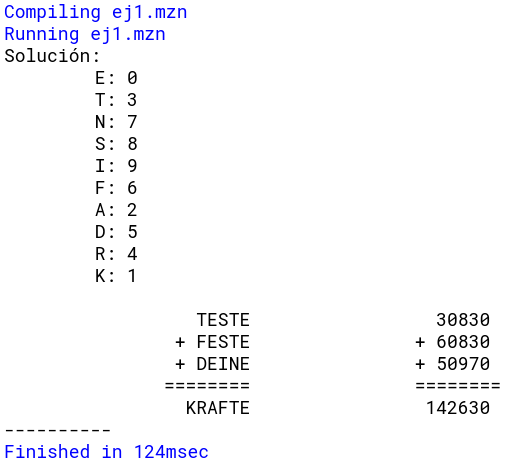 Compiling ej1.mzn
Running ej1.mzn
Solución:
E: 0
T: 3
N: 7
S: 8
I: 9
F: 6
A: 2
D: 5
R: 4
K: 1
TESTE 30830
+ FESTE + 60830
+ DEINE + 50970
======== ========
KRAFTE 142630
----------
Finished in 124msec